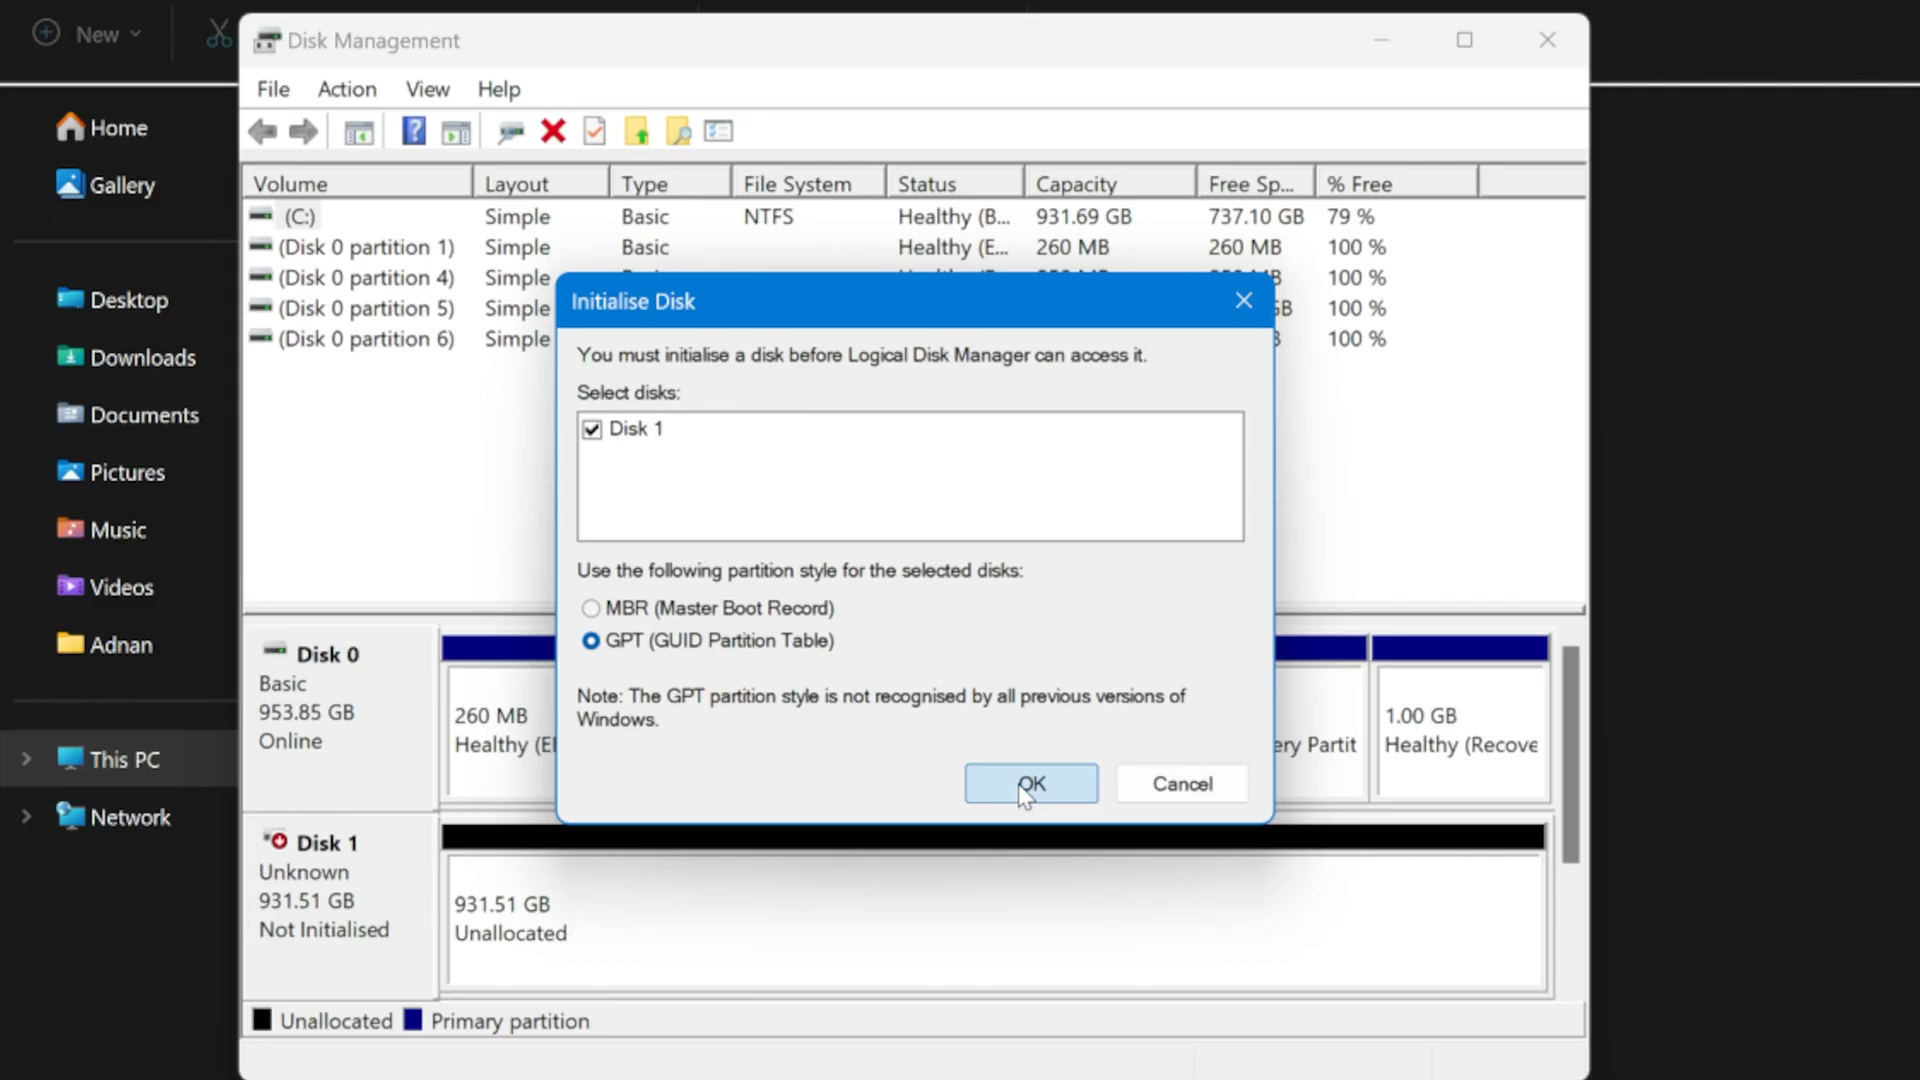 New
Disk Management
File Action View Help
Home
Gallery
Desktop
Downloads
Documents
Pictures
Music
Videos
Adnan
This PC
Network
Volume Layout Type File System Status Capacity Free Sp... % Free
(C:) Simple Basic NTFS Healthy (B... 931.69 GB 737.10 GB 79 %
(Disk 0 partition 1) Simple Basic Healthy (E... 260 MB 260 MB 100 %
(Disk 0 partition 4) Simple 100 %
(Disk 0 partition 5) Simple 100 %
(Disk 0 partition 6) Simple 100 %
Initialise Disk
You must initialise a disk before Logical Disk Manager can access it.
Select disks:
Disk 1
Use the following partition style for the selected disks:
MBR (Master Boot Record)
GPT (GUID Partition Table)
Note: The GPT partition style is not recognised by all previous versions of
Windows.
OK Cancel
Disk 0
Basic
953.85 GB
Online
260 MB
Healthy (EI
ery Partit
1.00 GB
Healthy (Recove
Disk 1
Unknown
931.51 GB
Not Initialised
931.51 GB
Unallocated
Unallocated Primary partition